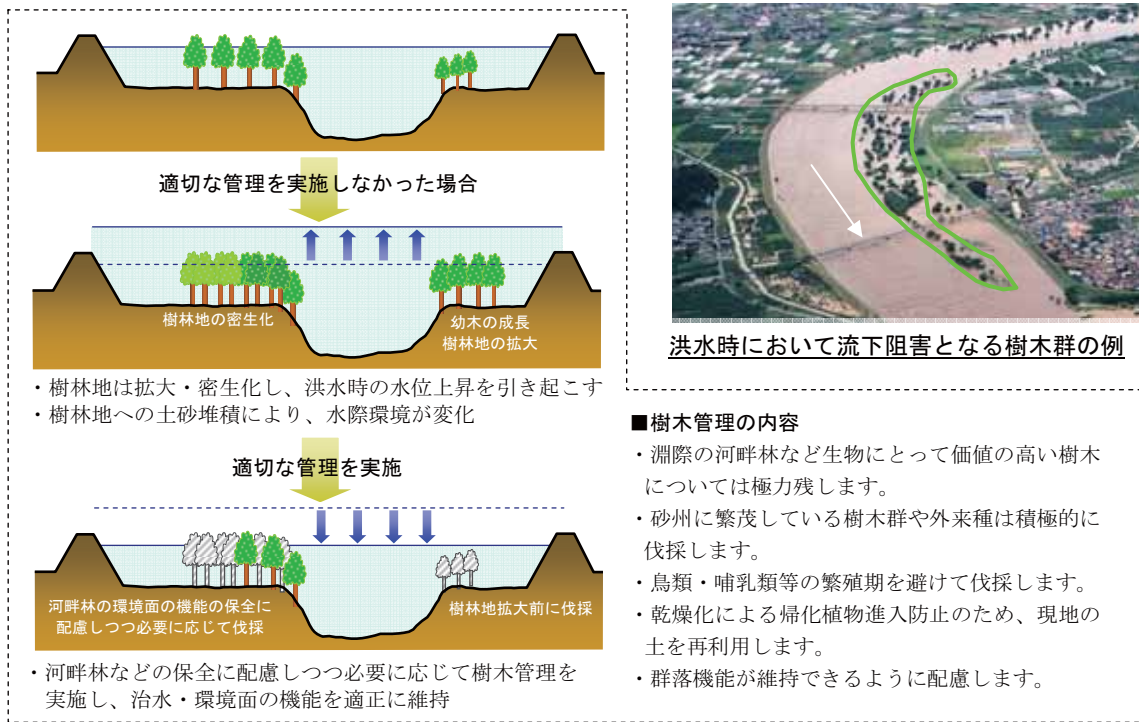 適切な管理を実施しなかった場合
樹林地の密生化
幼木の成長
樹林地の拡大
・樹林地は拡大・密生化し、洪水時の水位上昇を引き起こす
・樹林地への土砂堆積により、水際環境が変化
適切な管理を実施
河畔林の環境面の機能の保全に
配慮しつつ必要に応じて伐採
樹林地拡大前に伐採
・河畔林などの保全に配慮しつつ必要に応じて樹木管理を
実施し、治水・環境面の機能を適正に維持
洪水時において流下阻害となる樹木群の例
■樹木管理の内容
・淵際の河畔林など生物にとって価値の高い樹木
については極力残します。
・砂州に繁茂している樹木群や外来種は積極的に
伐採します。
・鳥類・哺乳類等の繁殖期を避けて伐採します。
・乾燥化による帰化植物進入防止のため、現地の
土を再利用します。
・群落機能が維持できるように配慮します。